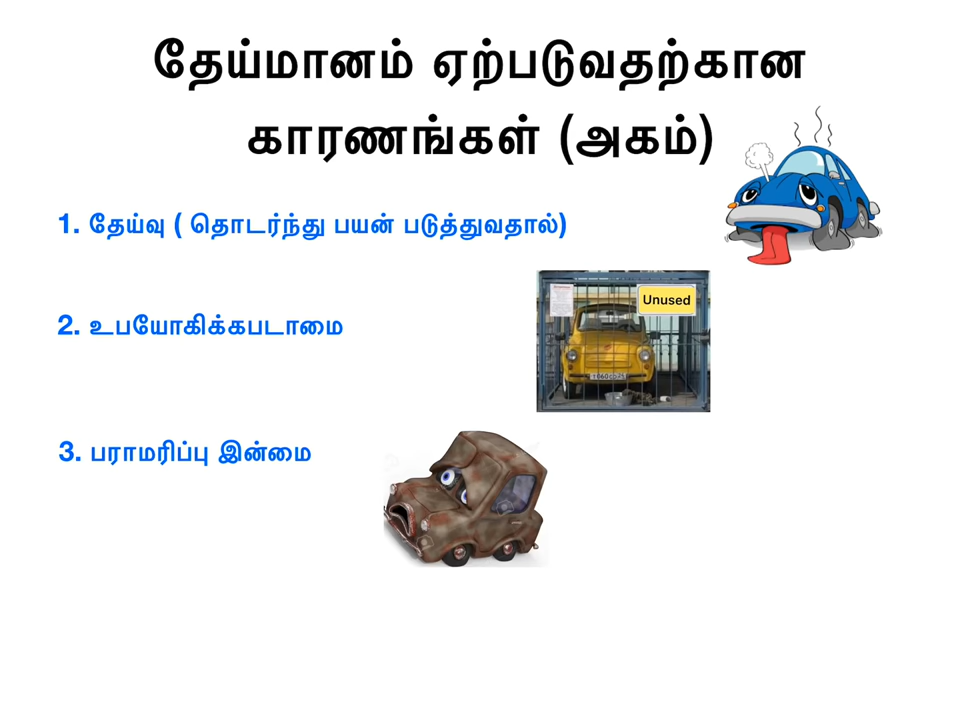 தேய்மானம் ஏற்படுவதற்கான
காரணங்கள் (அகம்)
1. தேய்வு ( தொடர்ந்து பயன் படுத்துவதால்)
Unused
2. உபயோகிக்கபடாமை
3. பராமரிப்பு இன்மை